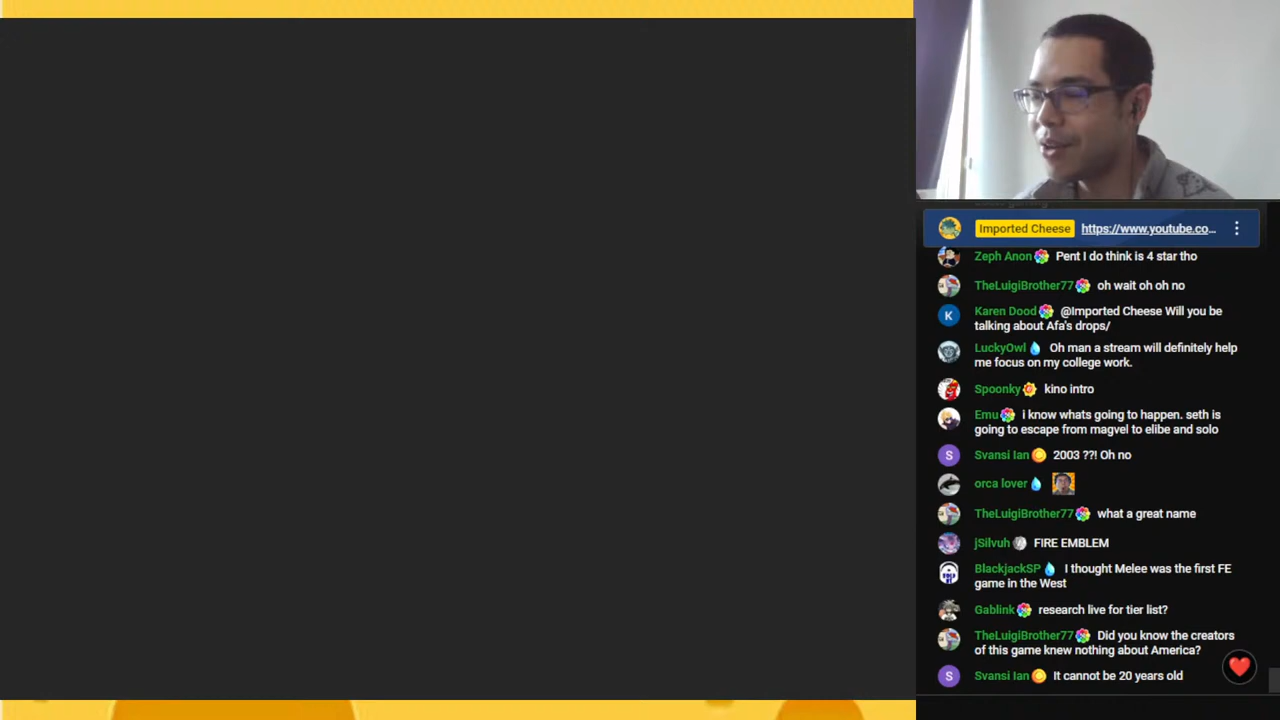 Imported Cheese https://www.youtube.co...
Zeph Anon Pent I do think is 4 star tho
TheLuigiBrother77 oh wait oh oh no
K Karen Dood @Imported Cheese Will you be
talking about Afa's drops/
LuckyOwl Oh man a stream will definitely help
me focus on my college work.
Spoonky kino intro
Emu i know whats going to happen. seth is
going to escape from magvel to elibe and solo
S Svansi Ian 2003 ??! Oh no
orca lover
TheLuigiBrother77 what a great name
jSilvuh FIRE EMBLEM
BlackjackSP I thought Melee was the first FE
game in the West
Gablink research live for tier list?
TheLuigiBrother77 Did you know the creators
of this game knew nothing about America?
S Svansi Ian It cannot be 20 years old